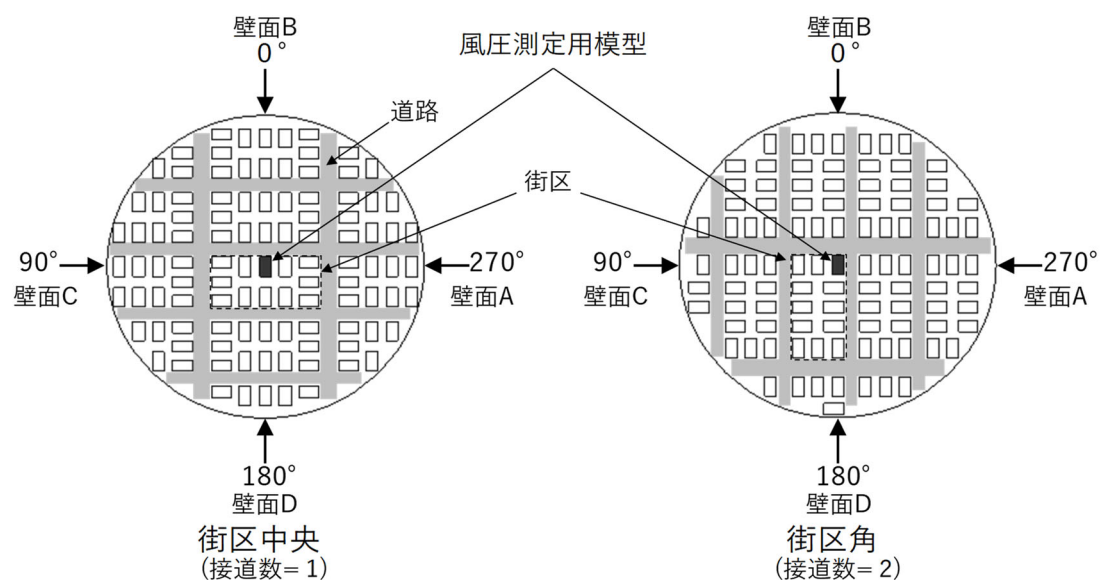 壁面B
0°
風圧測定用模型
壁面B
0°
道路
街区
90°
壁面C
270°
壁面A
90°
壁面C
270°
壁面A
180°
壁面D
街区中央
(接道数=1)
180°
壁面D
街区角
(接道数=2)